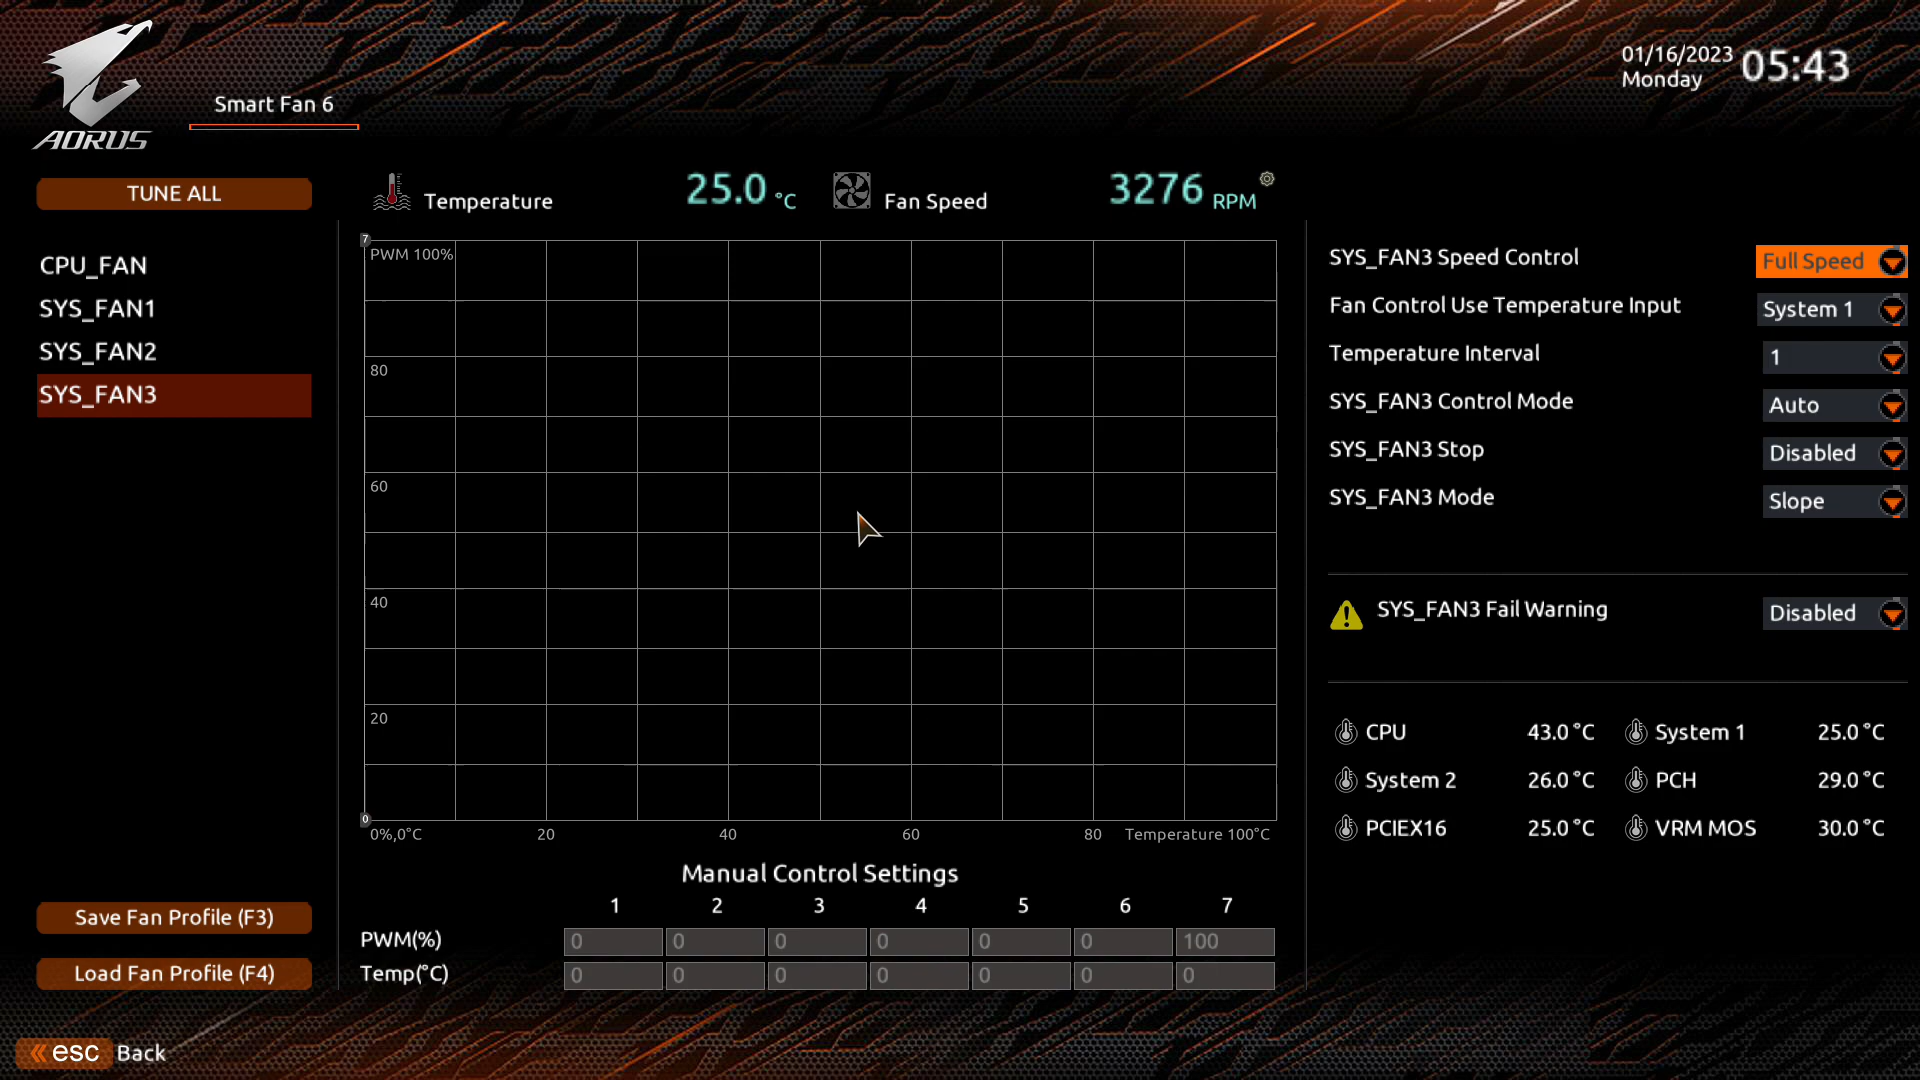 AORUS
Smart Fan 6
01/16/2023
Monday
05:43
TUNE ALL
CPU_FAN
SYS_FAN1
SYS_FAN2
SYS_FAN3
Save Fan Profile (F3)
Load Fan Profile (F4)
Temperature 25.0 °C Fan Speed 3276 RPM
7
PWM 100%
80
60
40
20
0
0%,0°C 20 40 60 80 Temperature 100°C
Manual Control Settings
1 2 3 4 5 6 7
PWM(%) 0 0 0 0 0 0 100
Temp(°C) 0 0 0 0 0 0 0
SYS_FAN3 Speed Control Full Speed
Fan Control Use Temperature Input System 1
Temperature Interval 1
SYS_FAN3 Control Mode Auto
SYS_FAN3 Stop Disabled
SYS_FAN3 Mode Slope
SYS_FAN3 Fail Warning Disabled
CPU 43.0 °C System 1 25.0 °C
System 2 26.0 °C PCH 29.0 °C
PCIEX16 25.0 °C VRM MOS 30.0 °C
esc Back